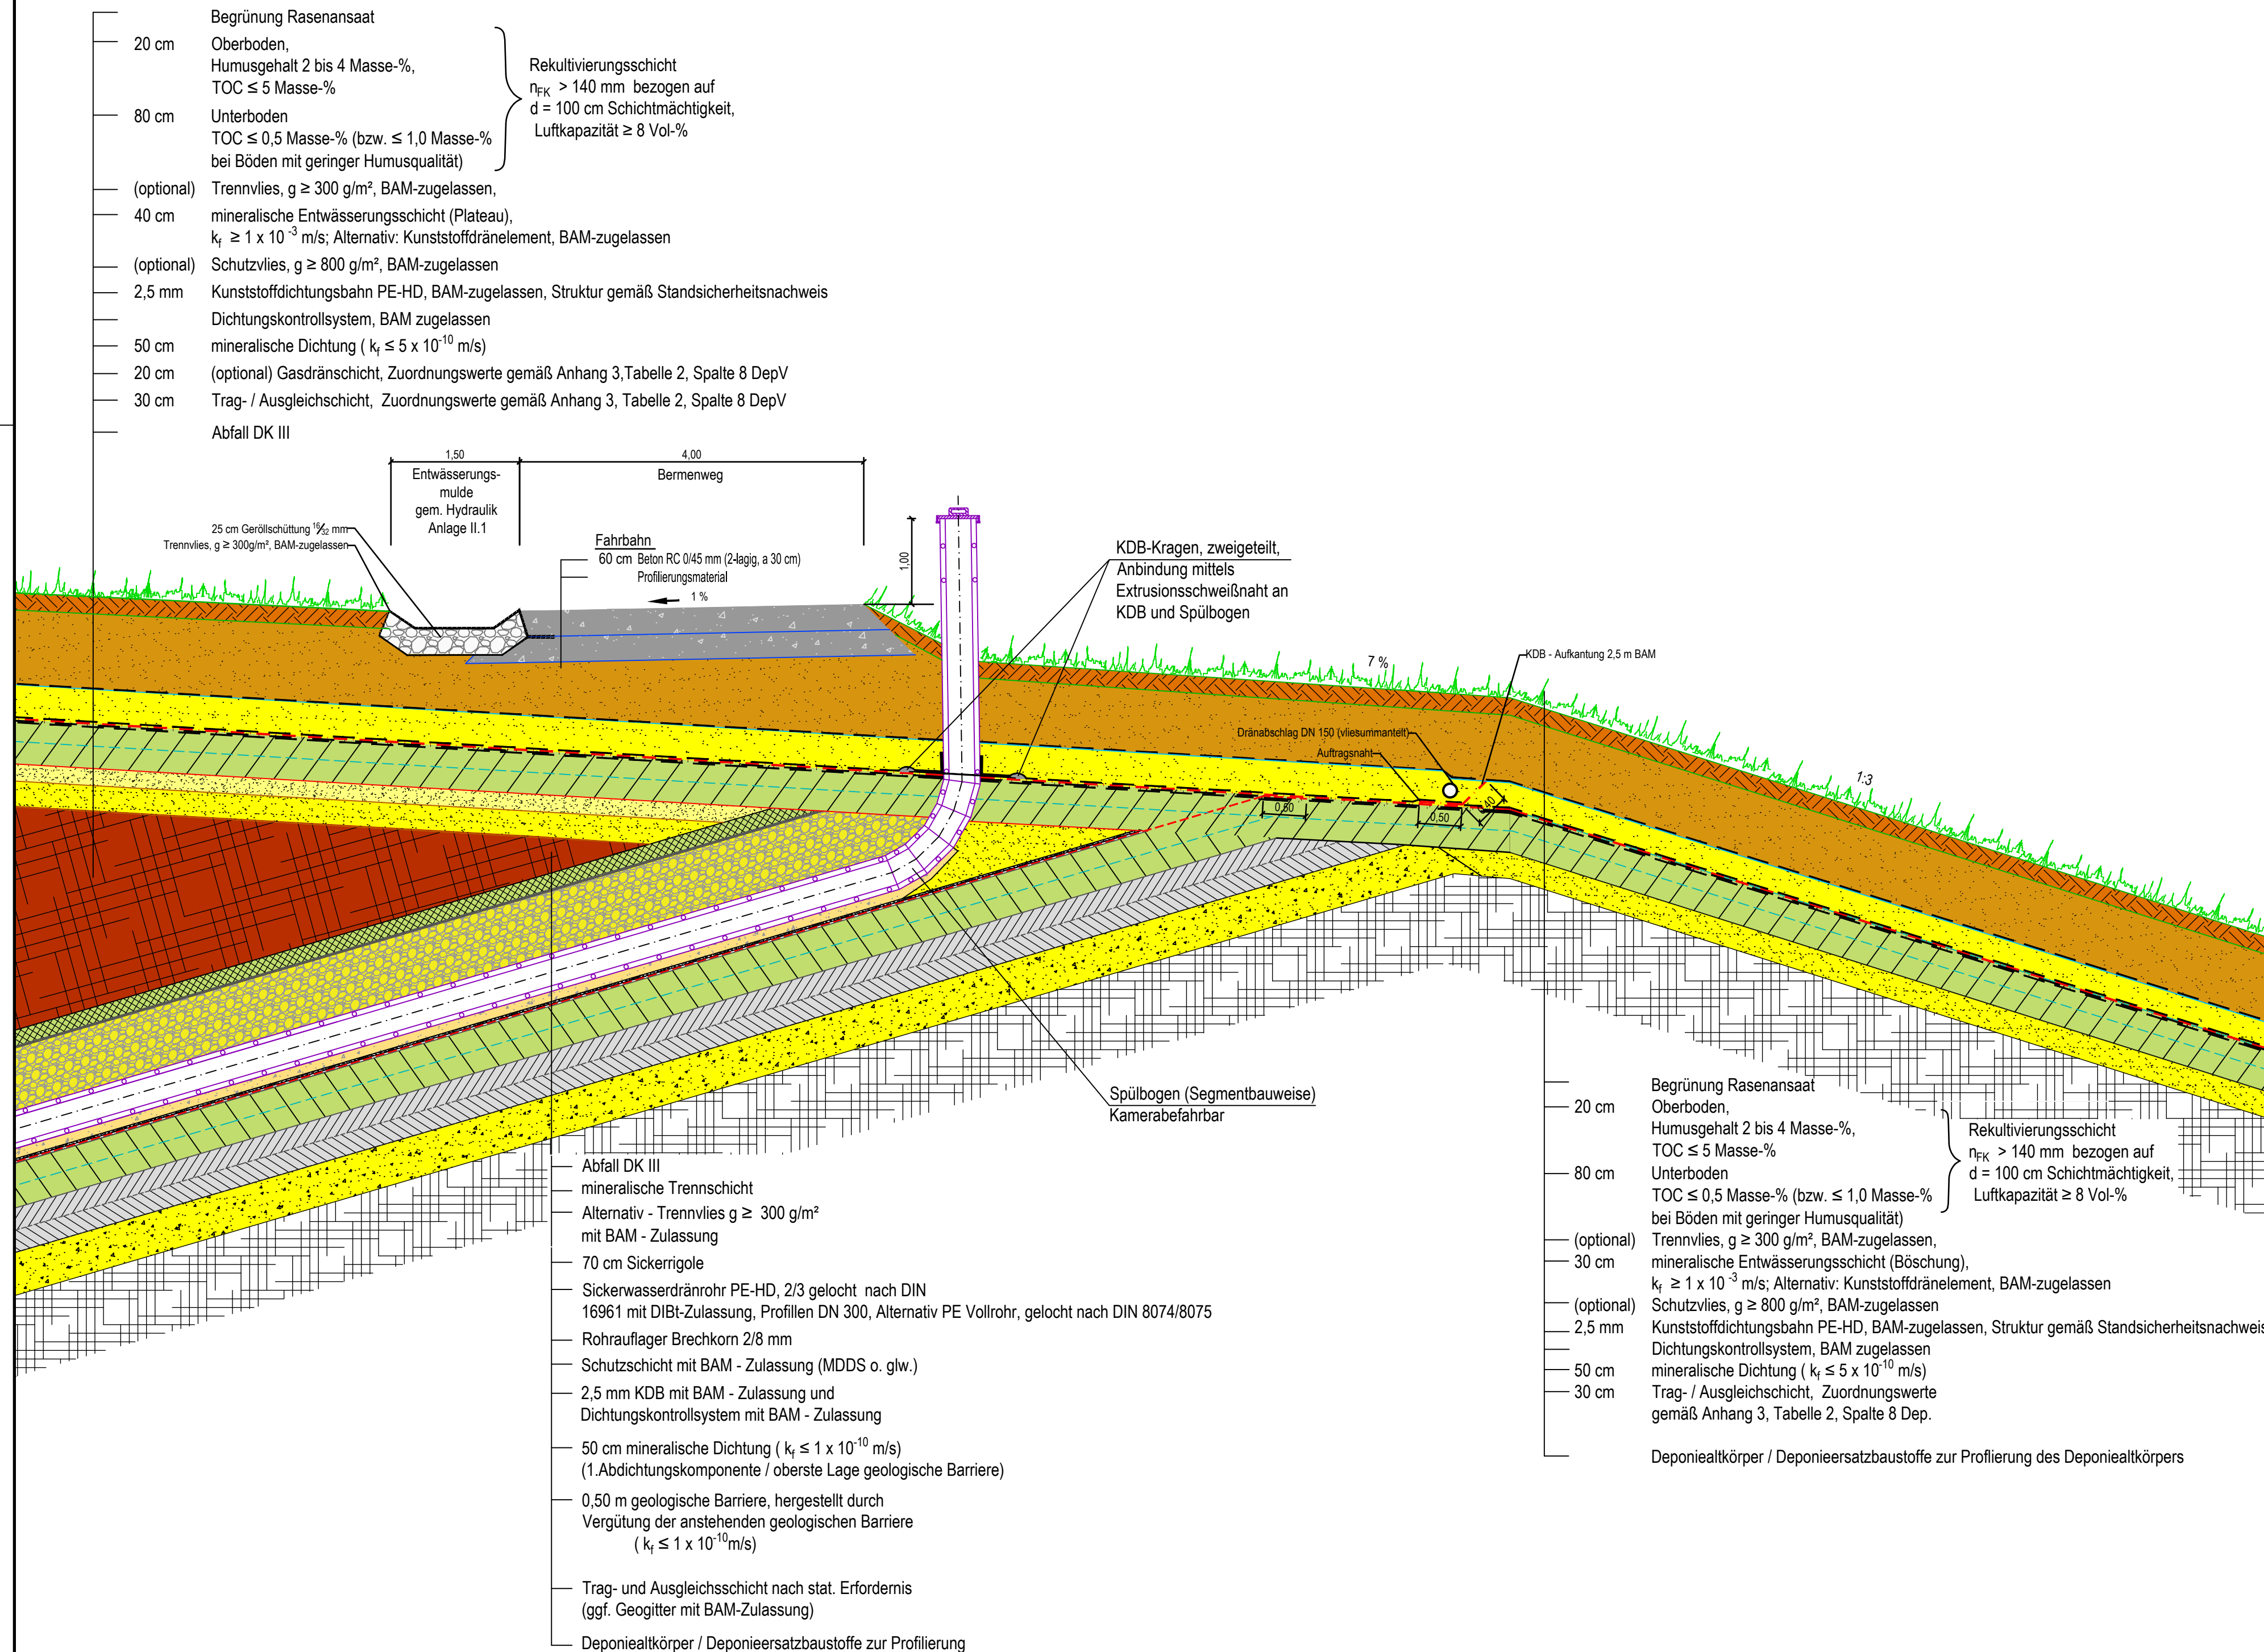 Begrünung Rasenansaat
20 cm Oberboden,
Humusgehalt 2 bis 4 Masse-%,
TOC ≤ 5 Masse-%
80 cm Unterboden
TOC ≤ 0,5 Masse-% (bzw. ≤ 1,0 Masse-%
bei Böden mit geringer Humusqualität)
Rekultivierungsschicht
nFK > 140 mm bezogen auf
d = 100 cm Schichtmächtigkeit,
Luftkapazität ≥ 8 Vol-%
(optional) Trennvlies, g ≥ 300 g/m², BAM-zugelassen,
40 cm mineralische Entwässerungsschicht (Plateau),
kf ≥ 1 x 10⁻³ m/s; Alternativ: Kunststoffdränelement, BAM-zugelassen
(optional) Schutzvlies, g ≥ 800 g/m², BAM-zugelassen
2,5 mm Kunststoffdichtungsbahn PE-HD, BAM-zugelassen, Struktur gemäß Standsicherheitsnachweis
Dichtungskontrollsystem, BAM zugelassen
50 cm mineralische Dichtung ( kf ≤ 5 x 10⁻¹⁰ m/s)
20 cm (optional) Gasdränschicht, Zuordnungswerte gemäß Anhang 3,Tabelle 2, Spalte 8 DepV
30 cm Trag- / Ausgleichschicht, Zuordnungswerte gemäß Anhang 3, Tabelle 2, Spalte 8 DepV
Abfall DK III
1,50
Entwässerungs-
mulde
gem. Hydraulik
Anlage II.1
4,00
Bermenweg
25 cm Geröllschüttung 16/32 mm
Trennvlies, g ≥ 300g/m², BAM-zugelassen
Fahrbahn
60 cm Beton RC 0/45 mm (2-lagig, a 30 cm)
Profilierungsmaterial
1 %
1,00
KDB-Kragen, zweigeteilt,
Anbindung mittels
Extrusionsschweißnaht an
KDB und Spülbogen
7 %
KDB - Aufkantung 2,5 m BAM
Dränabschlag DN 150 (vliesummantelt)
Auftragsnaht
1:3
0,50
0,50
0,40
Spülbogen (Segmentbauweise)
Kamerabefahrbar
Abfall DK III
mineralische Trennschicht
Alternativ - Trennvlies g ≥ 300 g/m²
mit BAM - Zulassung
70 cm Sickerrigole
Sickerwasserdränrohr PE-HD, 2/3 gelocht nach DIN
16961 mit DIBt-Zulassung, Profillen DN 300, Alternativ PE Vollrohr, gelocht nach DIN 8074/8075
Rohrauflager Brechkorn 2/8 mm
Schutzschicht mit BAM - Zulassung (MDDS o. glw.)
2,5 mm KDB mit BAM - Zulassung und
Dichtungskontrollsystem mit BAM - Zulassung
50 cm mineralische Dichtung ( kf ≤ 1 x 10⁻¹⁰ m/s)
(1.Abdichtungskomponente / oberste Lage geologische Barriere)
0,50 m geologische Barriere, hergestellt durch
Vergütung der anstehenden geologischen Barriere
( kf ≤ 1 x 10⁻¹⁰m/s)
Trag- und Ausgleichsschicht nach stat. Erfordernis
(ggf. Geogitter mit BAM-Zulassung)
Deponiealtkörper / Deponieersatzbaustoffe zur Profilierung
Begrünung Rasenansaat
20 cm Oberboden,
Humusgehalt 2 bis 4 Masse-%,
TOC ≤ 5 Masse-%
80 cm Unterboden
TOC ≤ 0,5 Masse-% (bzw. ≤ 1,0 Masse-%
bei Böden mit geringer Humusqualität)
Rekultivierungsschicht
nFK > 140 mm bezogen auf
d = 100 cm Schichtmächtigkeit,
Luftkapazität ≥ 8 Vol-%
(optional) Trennvlies, g ≥ 300 g/m², BAM-zugelassen,
30 cm mineralische Entwässerungsschicht (Böschung),
kf ≥ 1 x 10⁻³ m/s; Alternativ: Kunststoffdränelement, BAM-zugelassen
(optional) Schutzvlies, g ≥ 800 g/m², BAM-zugelassen
2,5 mm Kunststoffdichtungsbahn PE-HD, BAM-zugelassen, Struktur gemäß Standsicherheitsnachweis
Dichtungskontrollsystem, BAM zugelassen
50 cm mineralische Dichtung ( kf ≤ 5 x 10⁻¹⁰ m/s)
30 cm Trag- / Ausgleichschicht, Zuordnungswerte
gemäß Anhang 3, Tabelle 2, Spalte 8 Dep.
Deponiealtkörper / Deponieersatzbaustoffe zur Proflierung des Deponiealtkörpers